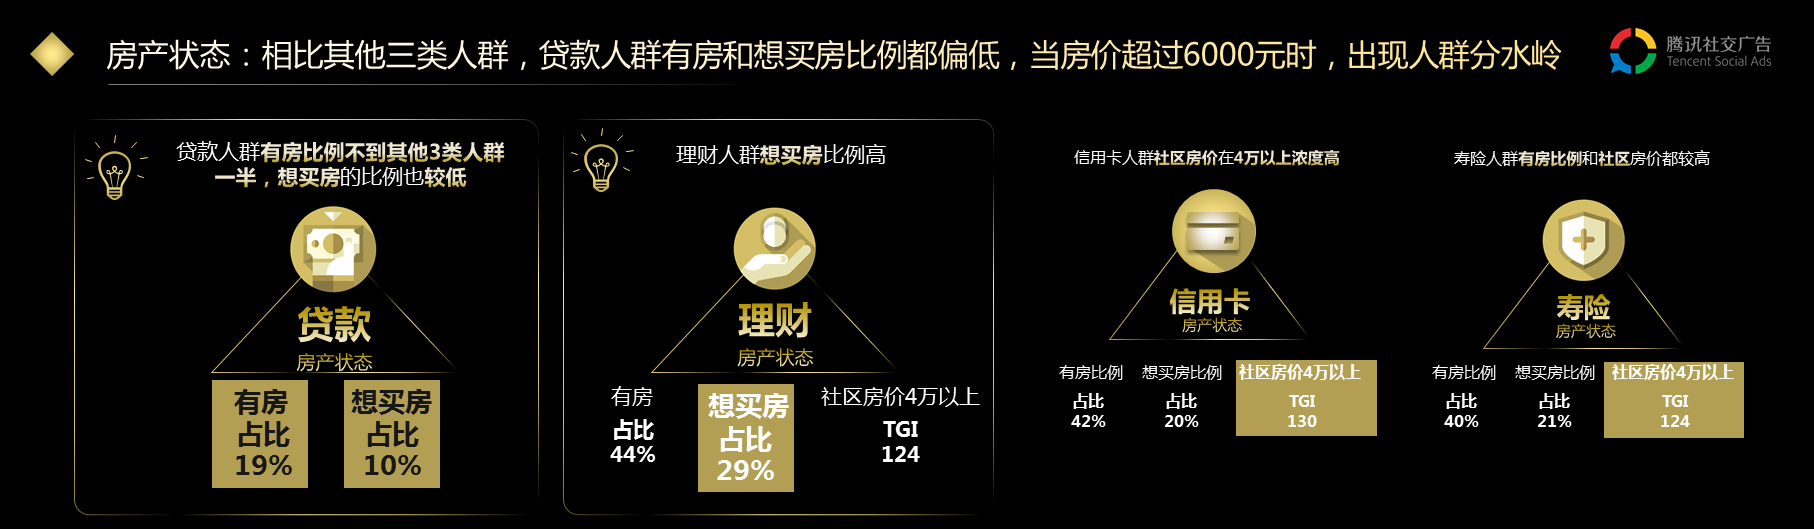 房产状态：相比其他三类人群，贷款人群有房和想买房比例都偏低，当房价超过6000元时，出现人群分水岭
腾讯社交广告
Tencent Social Ads
贷款人群有房比例不到其他3类人群
一半，想买房的比例也较低
贷款
房产状态
有房
占比
19%
想买房
占比
10%
理财人群想买房比例高
理财
房产状态
有房
占比
44%
想买房
占比
29%
社区房价4万以上
TGI
124
信用卡人群社区房价在4万以上浓度高
信用卡
房产状态
有房比例
占比
42%
想买房比例
占比
20%
社区房价4万以上
TGI
130
寿险人群有房比例和社区房价都较高
寿险
房产状态
有房比例
占比
40%
想买房比例
占比
21%
社区房价4万以上
TGI
124